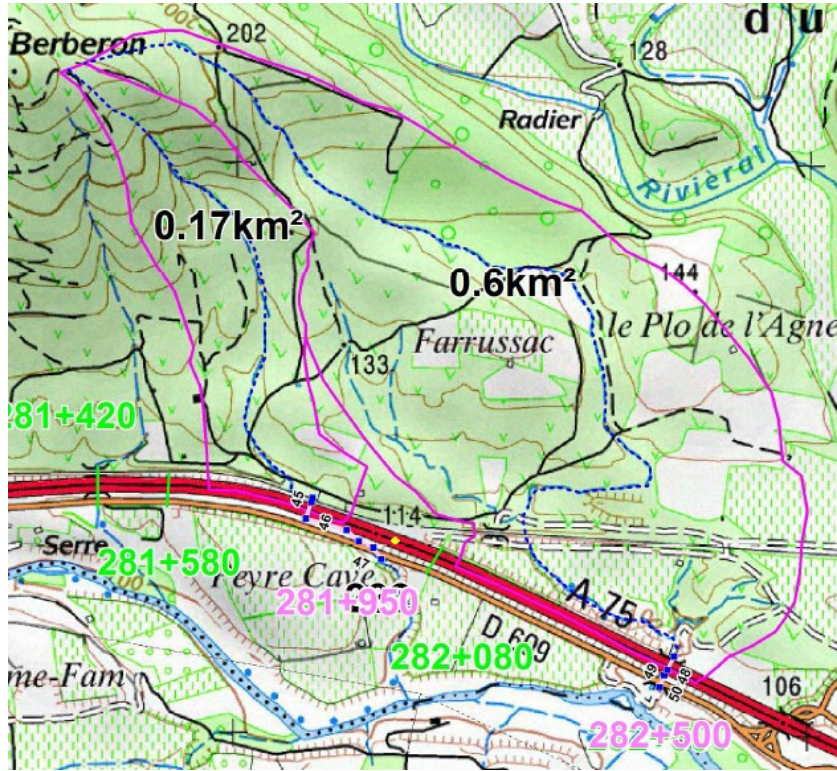 d u
202
Berberon
128
Radier
Rivièral
0.17km²
144
0.6km²
le Plo de l'Agne
Farrussac
133
281+420
45
46
114
Serre
47
281+580
Peyre Cave
281+950
A 75
D 609
282+080
49
48
50
me-Fam
106
282+500